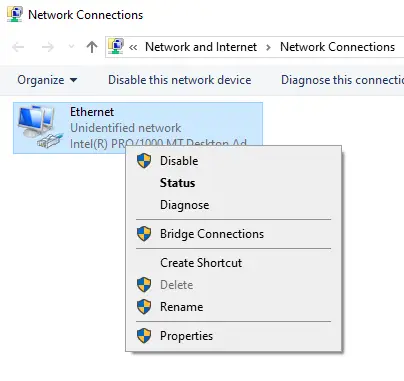 Network Connections
« Network and Internet › Network Connections
Organize Disable this network device Diagnose this connectio
Ethernet
Unidentified network
Intel(R) PRO/1000 MT Desktop Ad
Disable
Status
Diagnose
Bridge Connections
Create Shortcut
Delete
Rename
Properties